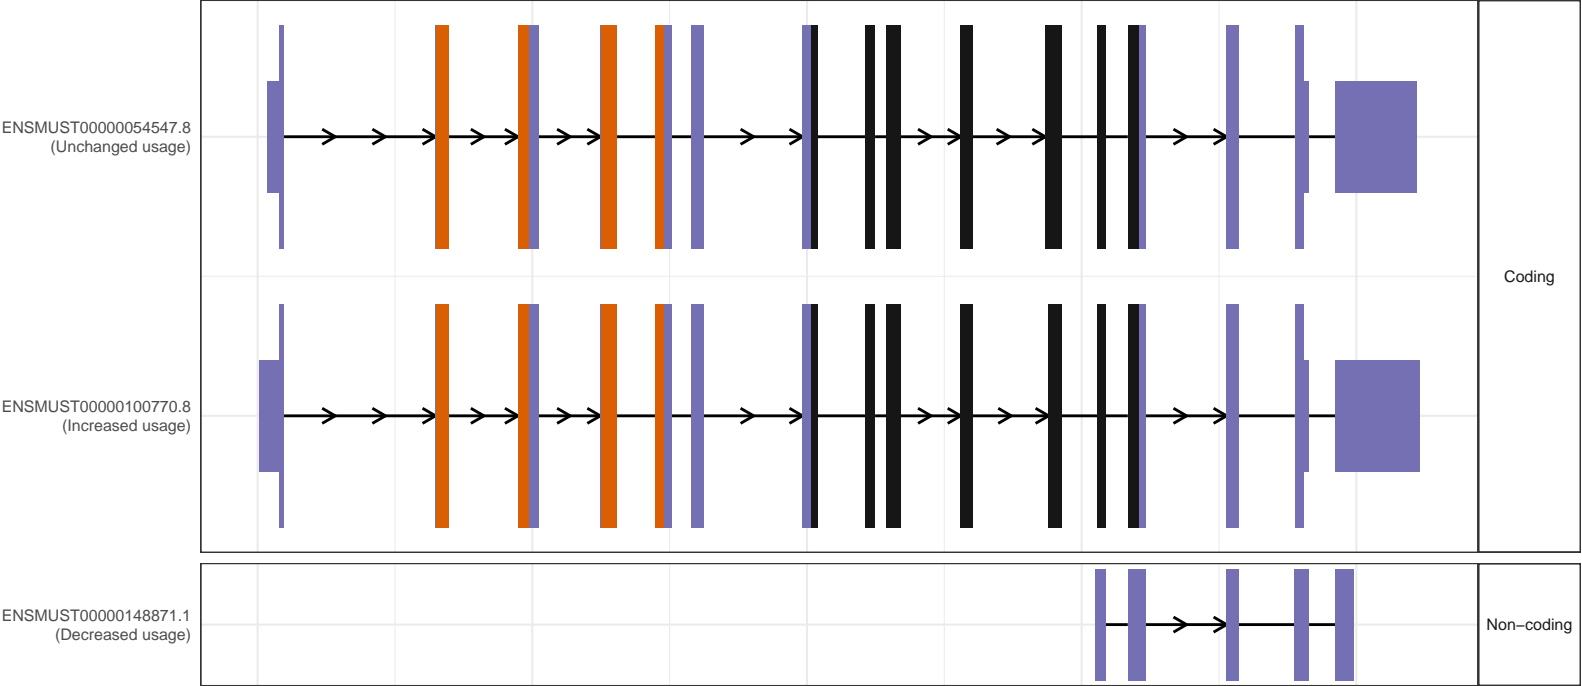 ENSMUST00000054547.8
(Unchanged usage)
ENSMUST00000100770.8
(Increased usage)
Coding
ENSMUST00000148871.1
(Decreased usage)
Non−coding